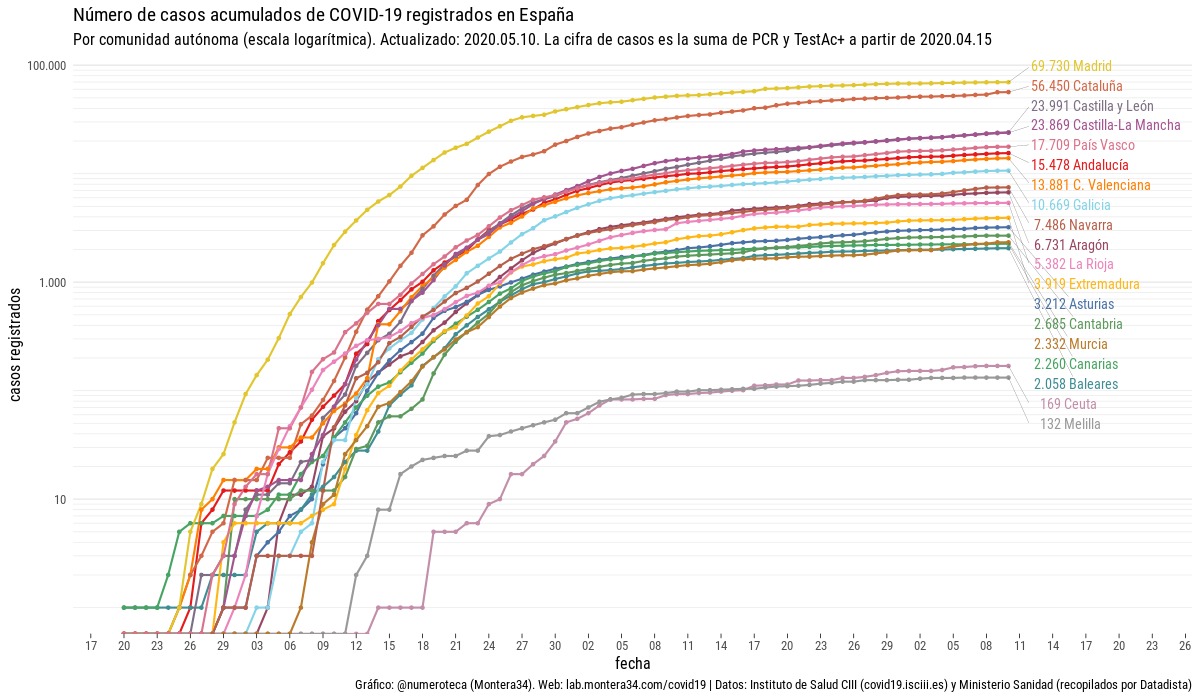 Número de casos acumulados de COVID-19 registrados en España
Por comunidad autónoma (escala logarítmica). Actualizado: 2020.05.10. La cifra de casos es la suma de PCR y TestAc+ a partir de 2020.04.15
100.000
1.000
10
casos registrados
69.730 Madrid
56.450 Cataluña
23.991 Castilla y León
23.869 Castilla-La Mancha
17.709 País Vasco
15.478 Andalucía
13.881 C. Valenciana
10.669 Galicia
7.486 Navarra
6.731 Aragón
5.382 La Rioja
3.919 Extremadura
3.212 Asturias
2.685 Cantabria
2.332 Murcia
2.260 Canarias
2.058 Baleares
169 Ceuta
132 Melilla
17 20 23 26 29 03 06 09 12 15 18 21 24 27 30 02 05 08 11 14 17 20 23 26 29 02 05 08 11 14 17 20 23 26
fecha
Gráfico: @numeroteca (Montera34). Web: lab.montera34.com/covid19 | Datos: Instituto de Salud CIII (covid19.isciii.es) y Ministerio Sanidad (recopilados por Datadista)